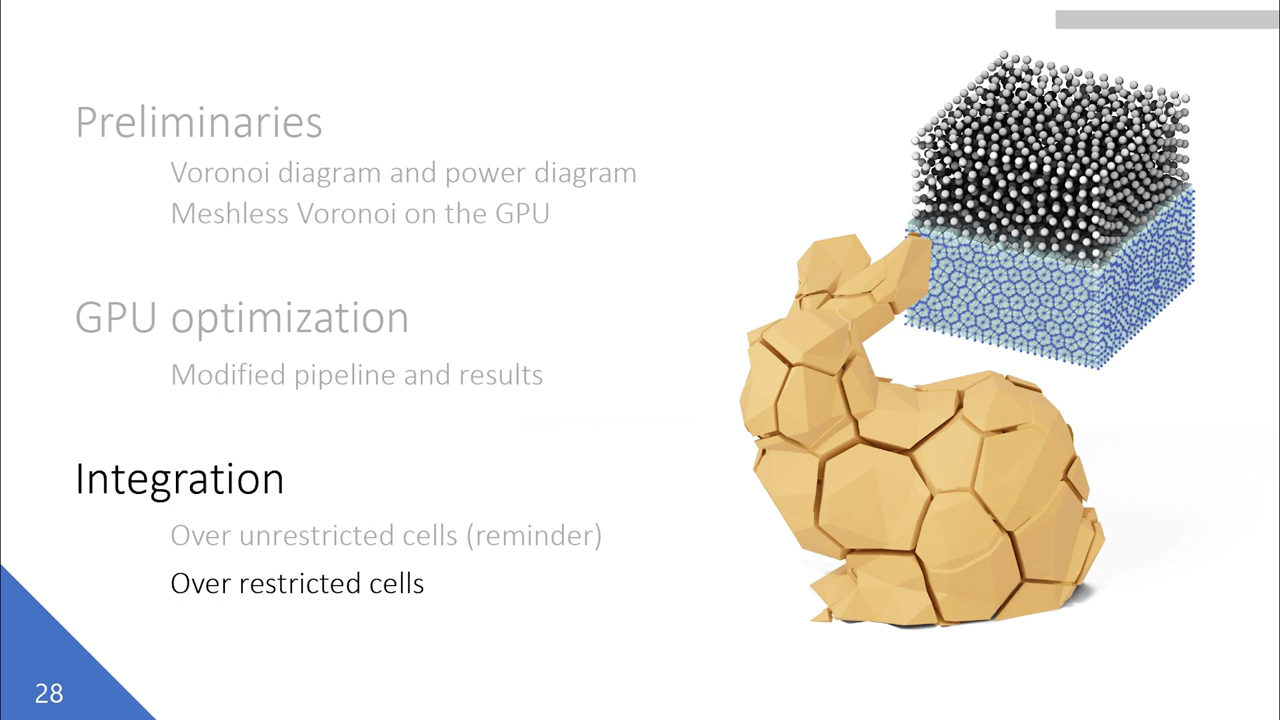 Preliminaries
Voronoi diagram and power diagram
Meshless Voronoi on the GPU
GPU optimization
Modified pipeline and results
Integration
Over unrestricted cells (reminder)
Over restricted cells
28